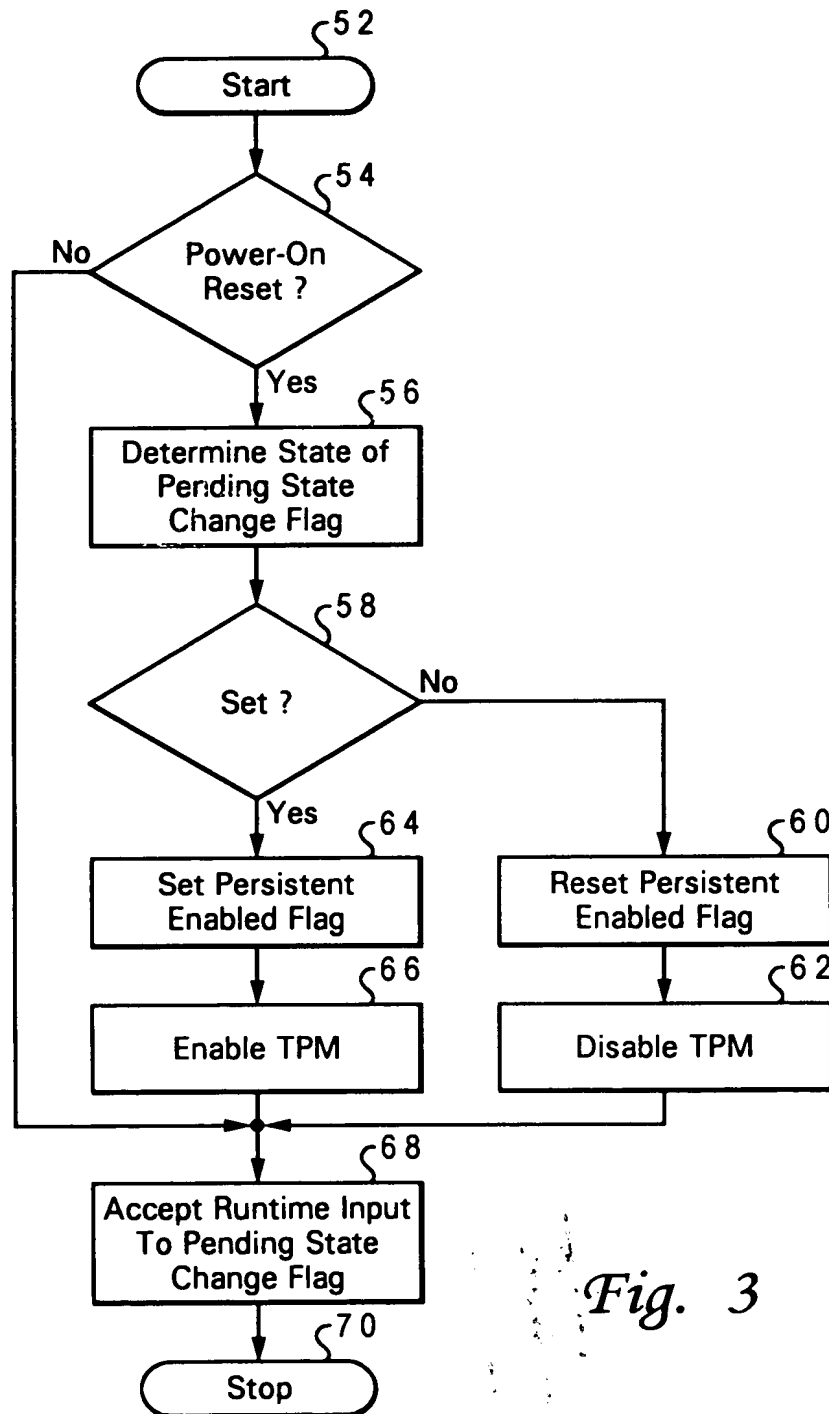 52
Start
54
No
Power-On
Reset ?
Yes
56
Determine State of
Pending State
Change Flag
58
Set ?
No
Yes
64
Set Persistent
Enabled Flag
60
Reset Persistent
Enabled Flag
66
Enable TPM
62
Disable TPM
68
Accept Runtime Input
To Pending State
Change Flag
70
Stop
Fig. 3